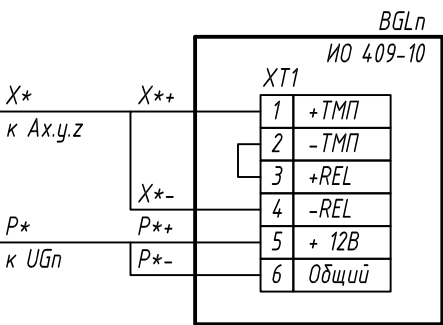 BGLn
ИО 409-10
XT1
X* X*+ 1 +ТМП
к Ax.y.z 2 -ТМП
3 +REL
X*- 4 -REL
P* P*+ 5 + 12В
к UGn P*- 6 Общий